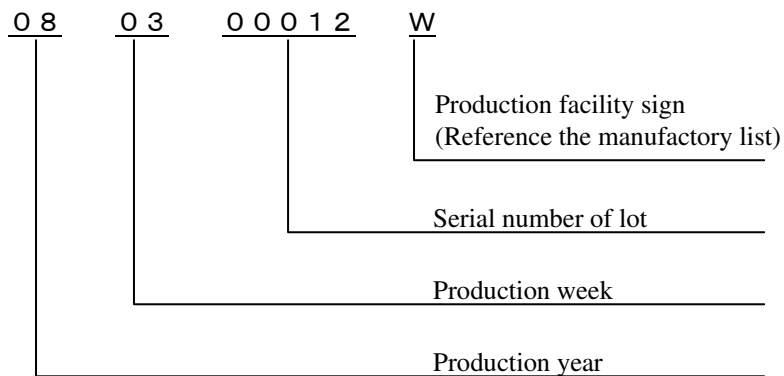 ０８ ０３ ０００１２ W
Production facility sign
(Reference the manufactory list)
Serial number of lot
Production week
Production year